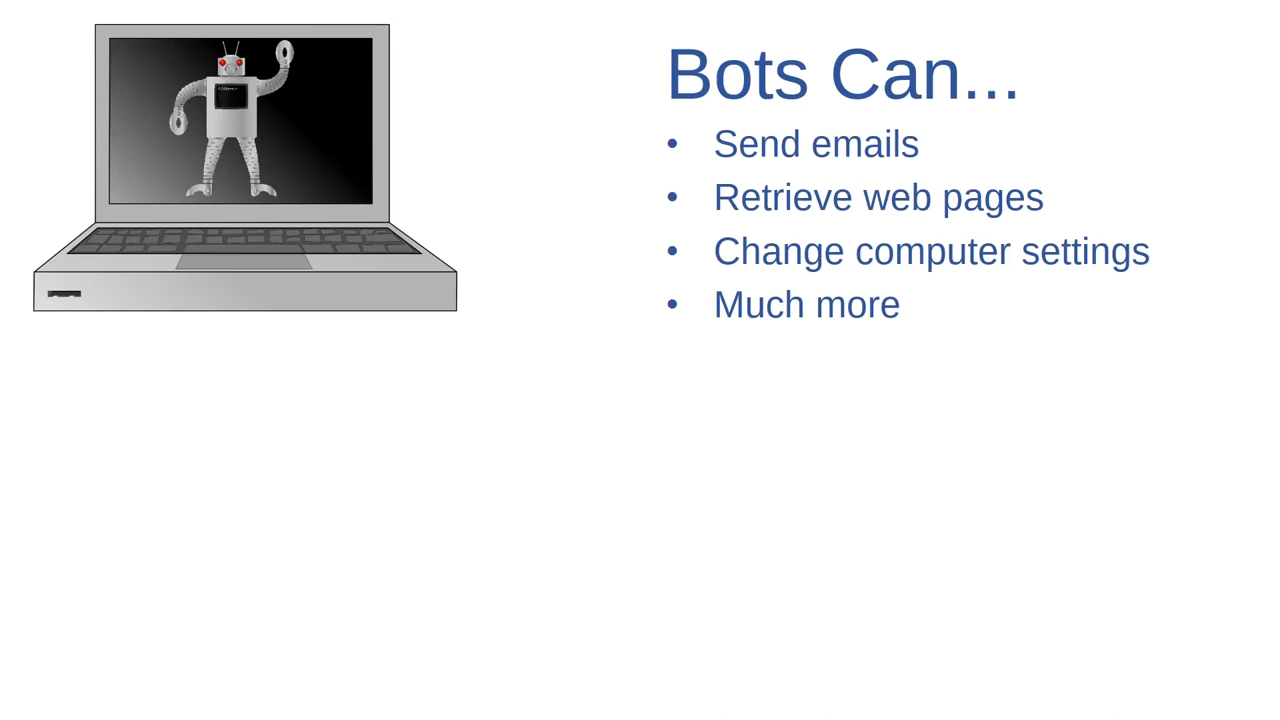 Bots Can...
• Send emails
• Retrieve web pages
• Change computer settings
• Much more